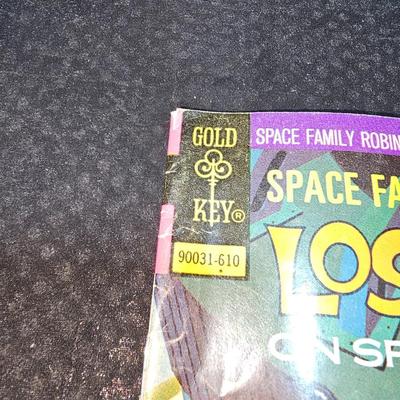 GOLD
KEY®
90031-610
SPACE FAMILY ROBIN
SPACE FA
LOS
ON SP